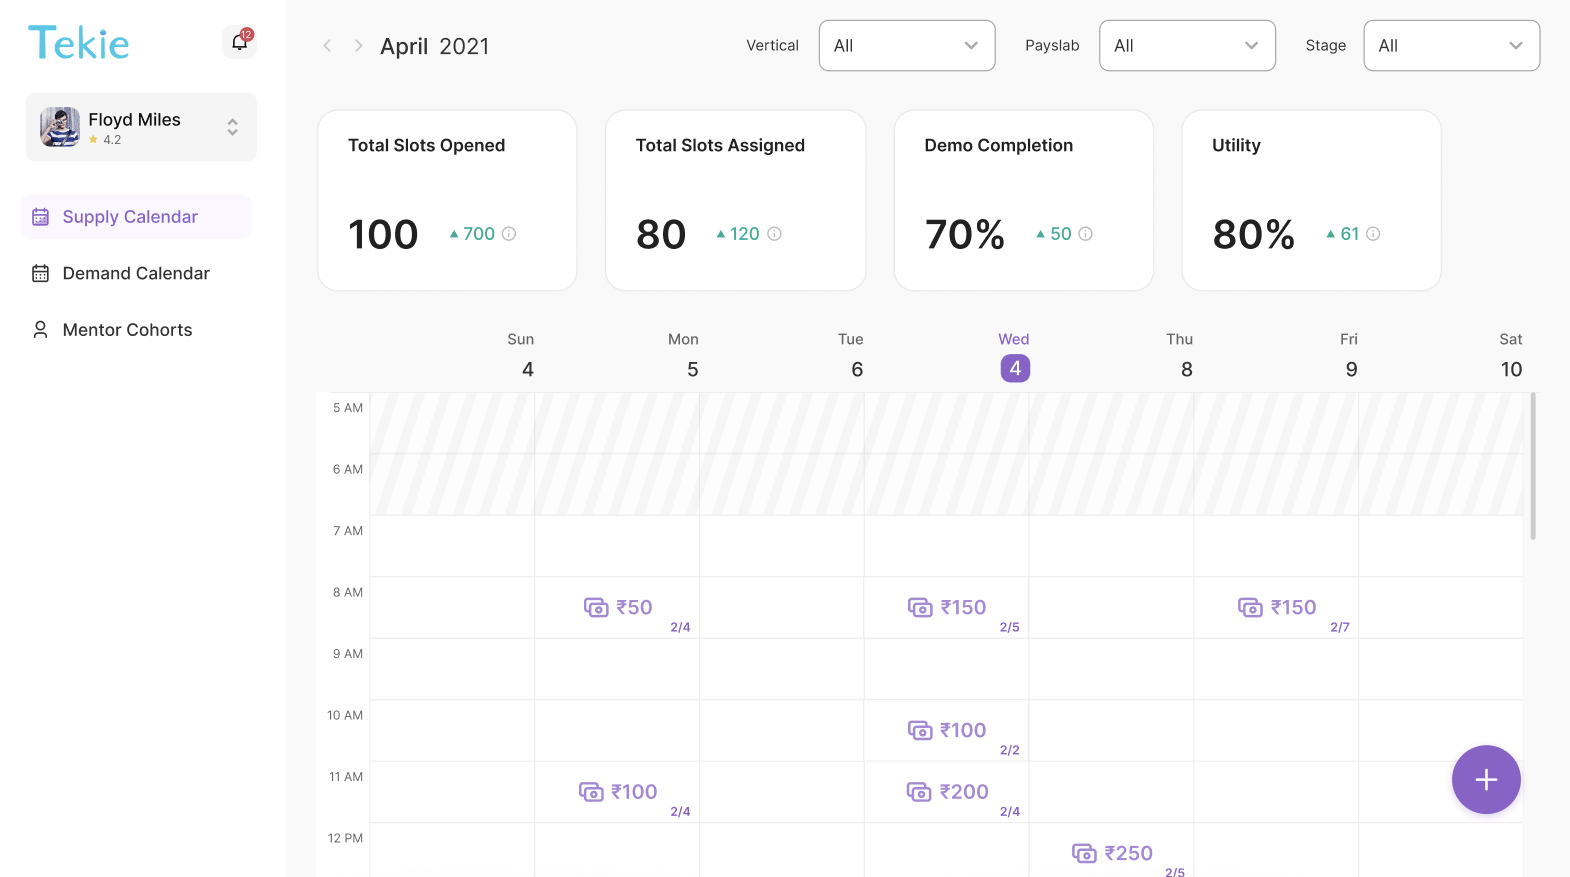 Tekie
12
Floyd Miles
4.2
Supply Calendar
Demand Calendar
Mentor Cohorts
April 2021
Vertical All Payslab All Stage All
Total Slots Opened
100 700
Total Slots Assigned
80 120
Demo Completion
70% 50
Utility
80% 61
Sun Mon Tue Wed Thu Fri Sat
4 5 6 4 8 9 10
5 AM
6 AM
7 AM
8 AM ₹50 2/4 ₹150 2/5 ₹150 2/7
9 AM
10 AM ₹100 2/2
11 AM ₹100 2/4 ₹200 2/4
12 PM ₹250 2/5